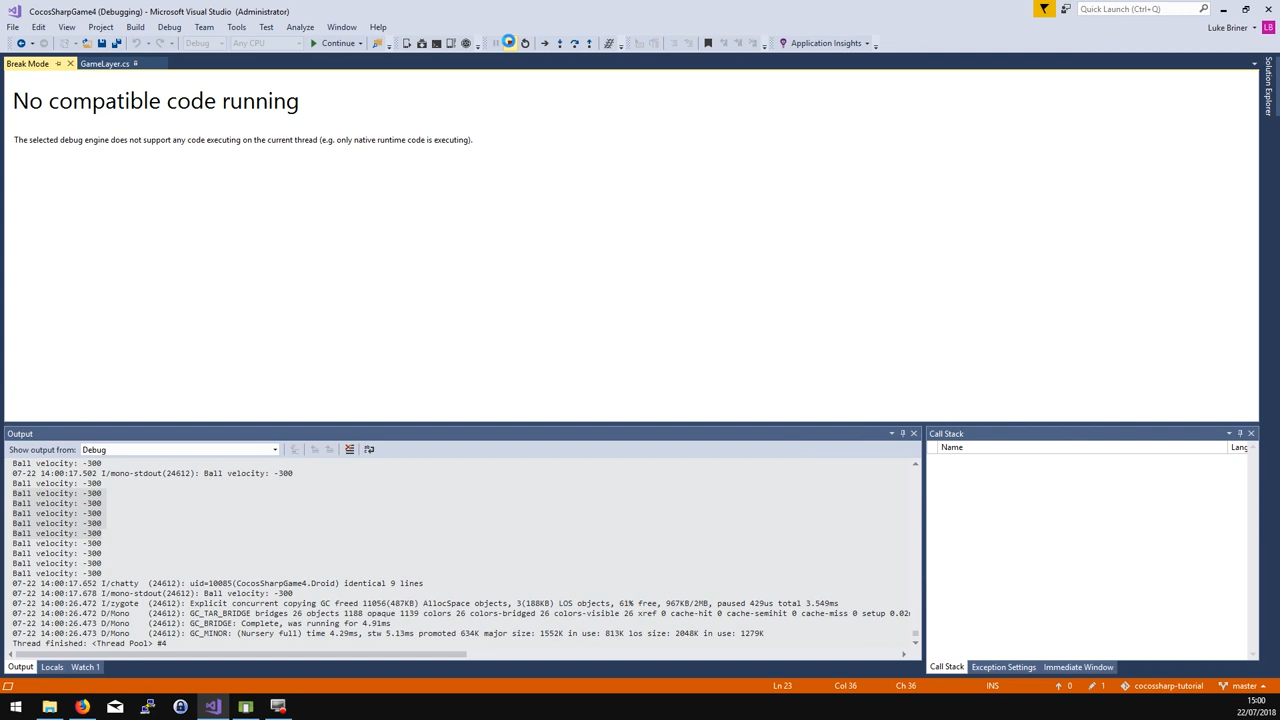 CocosSharpGame4 (Debugging) - Microsoft Visual Studio (Administrator)
Quick Launch (Ctrl+Q)
File Edit View Project Build Debug Team Tools Test Analyze Window Help
Luke Briner LB
Debug Any CPU Continue Application Insights
Break Mode GameLayer.cs
Solution Explorer
No compatible code running
The selected debug engine does not support any code executing on the current thread (e.g. only native runtime code is executing).
Output
Show output from: Debug
Ball velocity: -300
07-22 14:00:17.502 I/mono-stdout(24612): Ball velocity: -300
Ball velocity: -300
Ball velocity: -300
Ball velocity: -300
Ball velocity: -300
Ball velocity: -300
Ball velocity: -300
Ball velocity: -300
Ball velocity: -300
Ball velocity: -300
Ball velocity: -300
07-22 14:00:17.652 I/chatty (24612): uid=10085(CocosSharpGame4.Droid) identical 9 lines
07-22 14:00:17.678 I/mono-stdout(24612): Ball velocity: -300
07-22 14:00:26.472 I/zygote (24612): Explicit concurrent copying GC freed 11056(487KB) AllocSpace objects, 3(188KB) LOS objects, 61% free, 967KB/2MB, paused 429us total 3.549ms
07-22 14:00:26.473 D/Mono (24612): GC_TAR_BRIDGE bridges 26 objects 1188 opaque 1139 colors 26 colors-bridged 26 colors-visible 26 xref 0 cache-hit 0 cache-semihit 0 cache-miss 0 setup 0.02
07-22 14:00:26.473 D/Mono (24612): GC_BRIDGE: Complete, was running for 4.91ms
07-22 14:00:26.473 D/Mono (24612): GC_MINOR: (Nursery full) time 4.29ms, stw 5.13ms promoted 634K major size: 1552K in use: 813K los size: 2048K in use: 1279K
Thread finished: <Thread Pool> #4
Output Locals Watch 1
Call Stack
Name Lang
Call Stack Exception Settings Immediate Window
Ln 23 Col 36 Ch 36 INS 0 1 cocossharp-tutorial master
15:00
22/07/2018